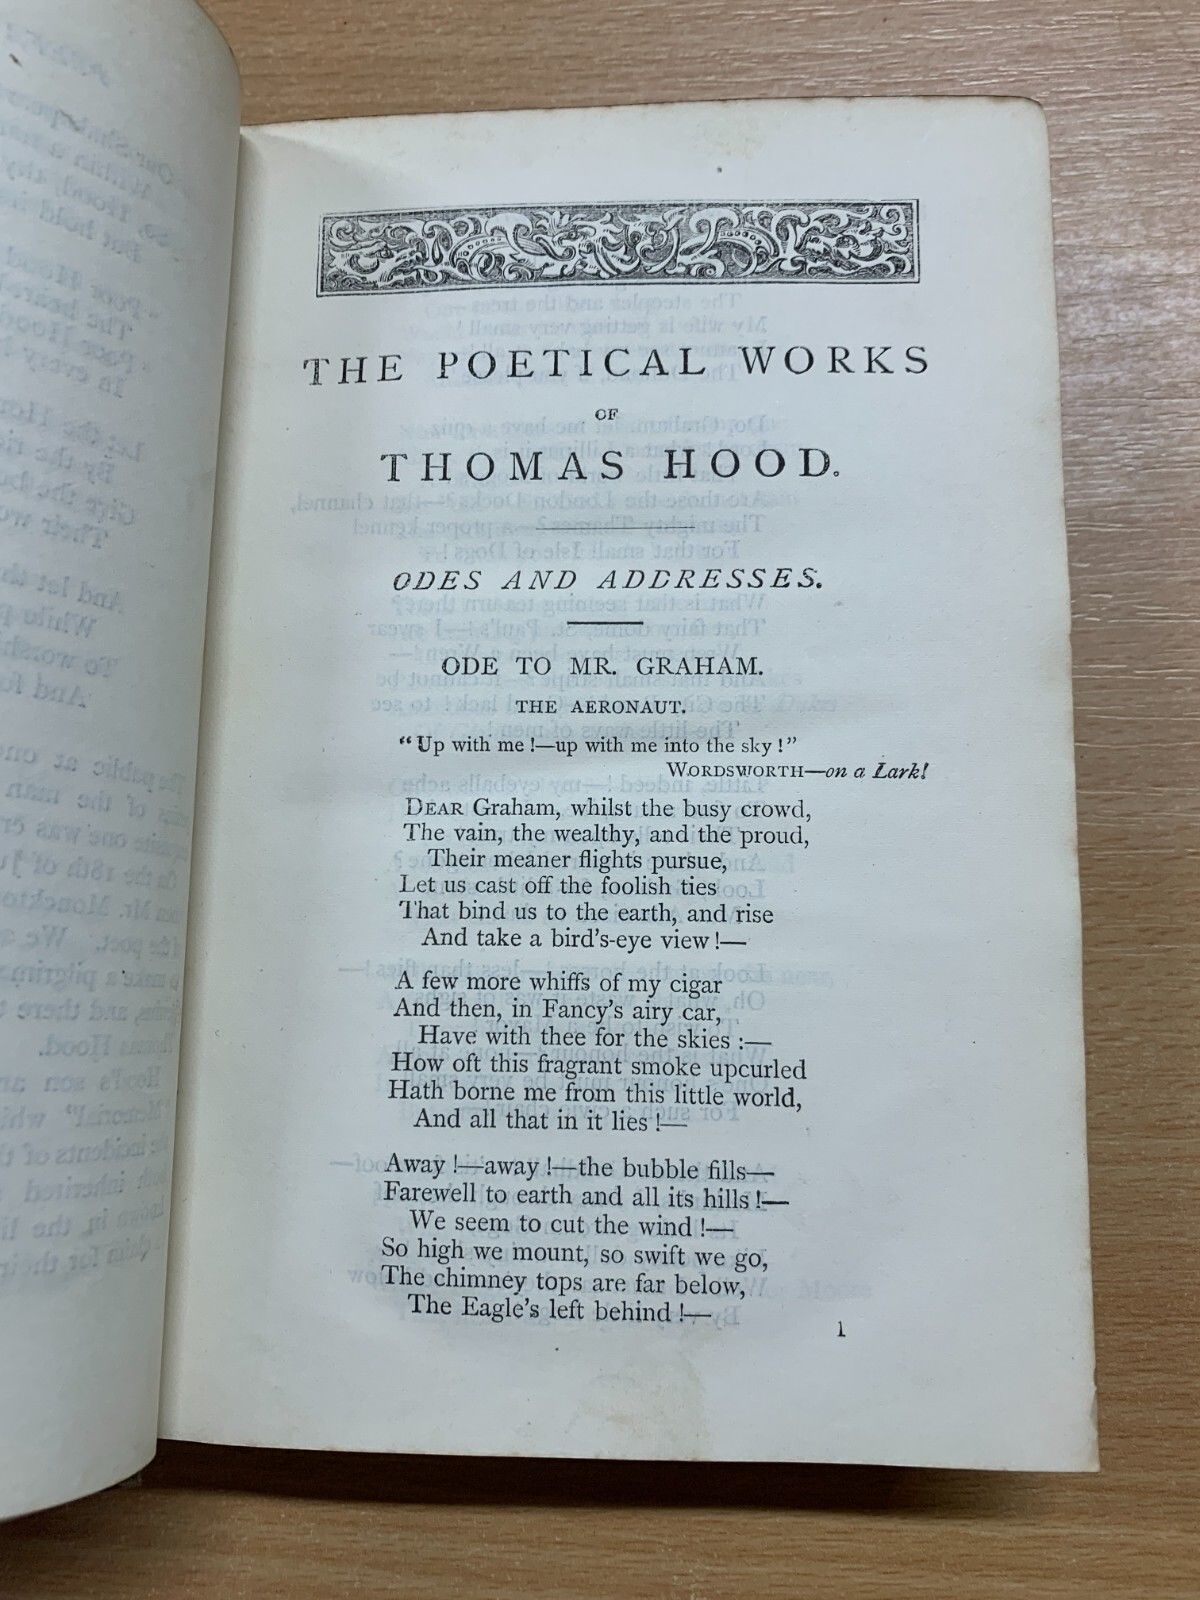 THE POETICAL WORKS
OF
THOMAS HOOD.
ODES AND ADDRESSES.
ODE TO MR. GRAHAM.
THE AERONAUT.
“Up with me!—up with me into the sky!”
WORDSWORTH—on a Lark!
DEAR Graham, whilst the busy crowd,
The vain, the wealthy, and the proud,
Their meaner flights pursue,
Let us cast off the foolish ties
That bind us to the earth, and rise
And take a bird's-eye view!—
A few more whiffs of my cigar
And then, in Fancy's airy car,
Have with thee for the skies:—
How oft this fragrant smoke upcurled
Hath borne me from this little world,
And all that in it lies!—
Away!—away!—the bubble fills—
Farewell to earth and all its hills!—
We seem to cut the wind!—
So high we mount, so swift we go,
The chimney tops are far below,
The Eagle's left behind!—
1